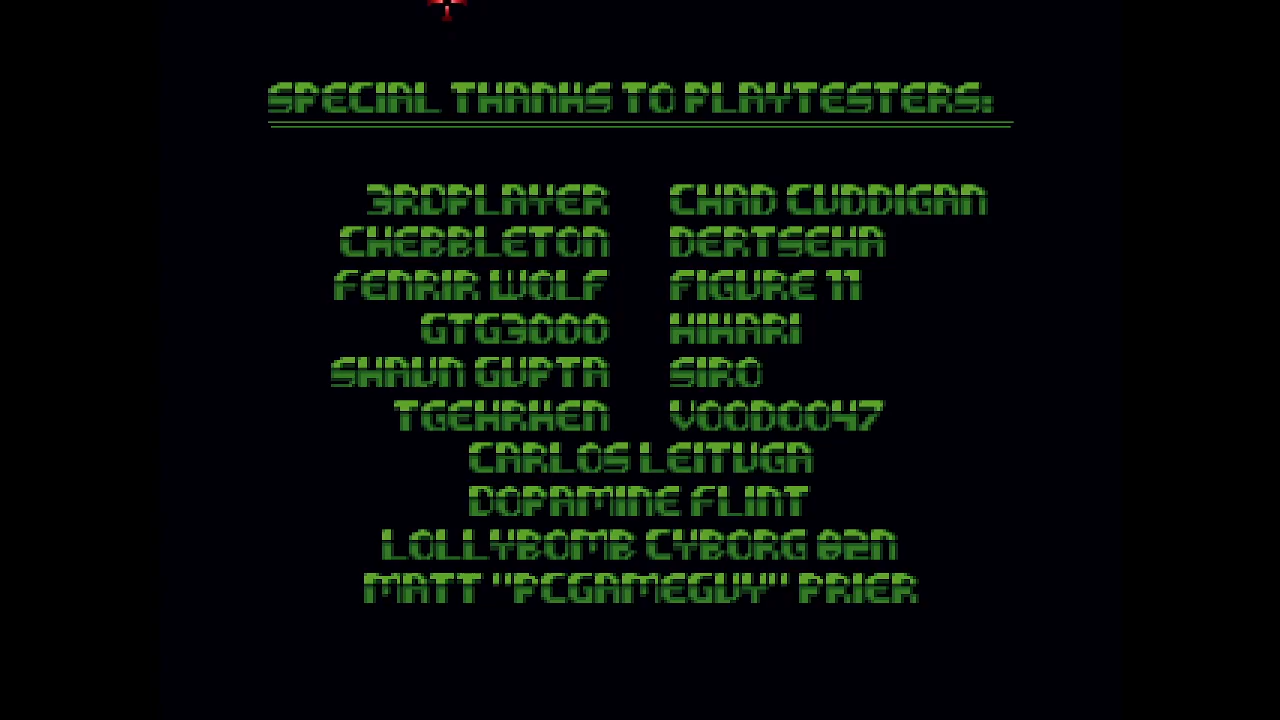 SPECIAL THANKS TO PLAYTESTERS:
3RDPLAYER CHAD CUDDIGAN
CHEBBLETON DERTSEHA
FENRIR WOLF FIGURE 11
GTG3000 HIKARI
SHAUN GUPTA SIRO
TGEHRKEN VOODOO47
CARLOS LEITUGA
DOPAMINE FLINT
LOLLYBOMB CYBORG 82N
MATT "PCGAMEGUY" PRIER